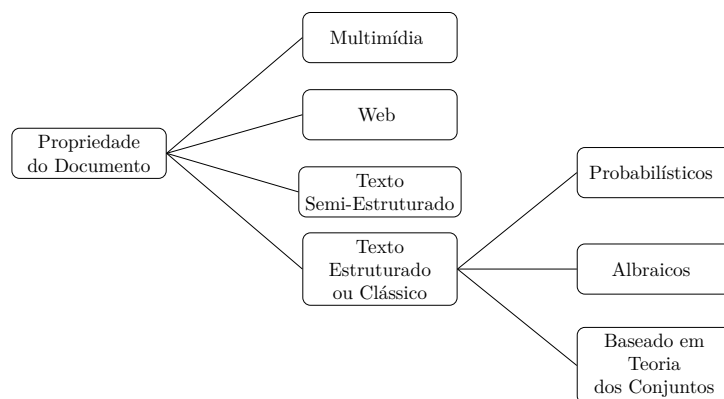 Multimídia
Web
Propriedade
do Documento
Texto
Semi-Estruturado
Texto
Estruturado
ou Clássico
Probabilísticos
Albraicos
Baseado em
Teoria
dos Conjuntos